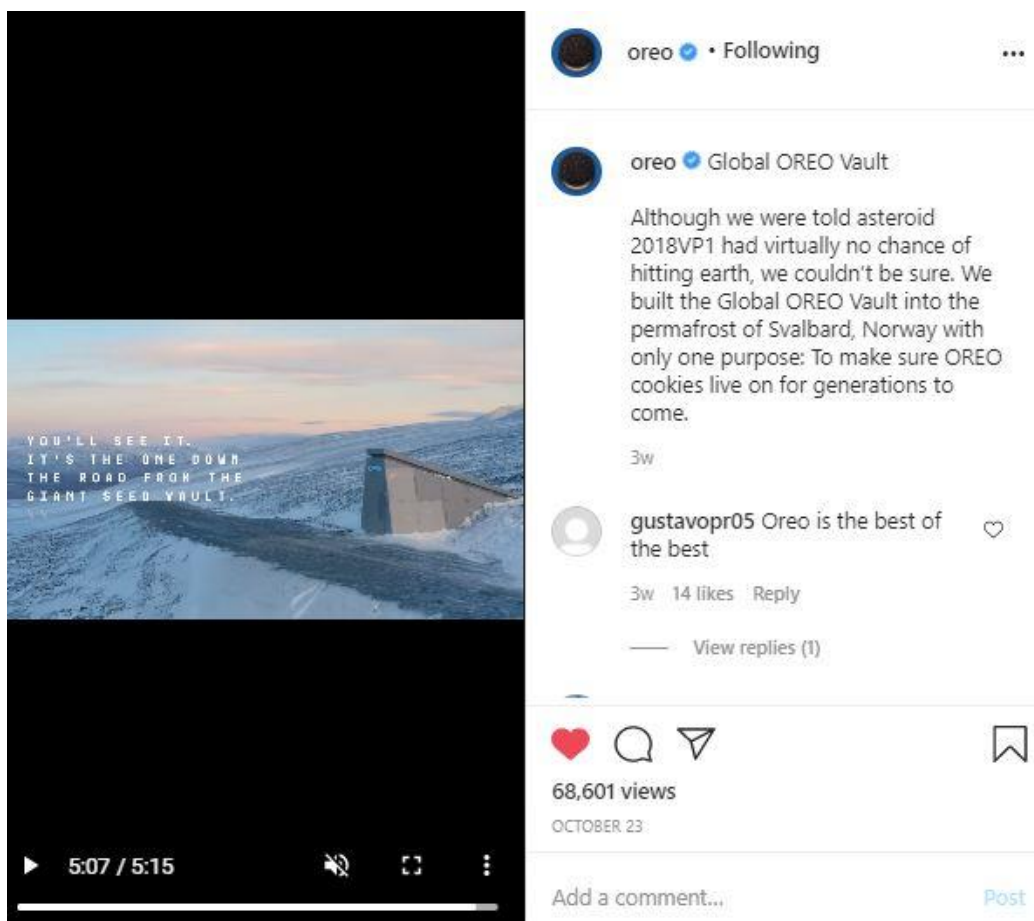 oreo • Following
oreo Global OREO Vault
Although we were told asteroid
2018VP1 had virtually no chance of
hitting earth, we couldn't be sure. We
built the Global OREO Vault into the
permafrost of Svalbard, Norway with
only one purpose: To make sure OREO
cookies live on for generations to
come.
3w
gustavopr05 Oreo is the best of
the best
3w 14 likes Reply
View replies (1)
68,601 views
OCTOBER 23
Add a comment...
Post
YOU'LL SEE IT.
IT'S THE ONE DOWN
THE ROAD FROM THE
GIANT SEED VAULT.
5:07 / 5:15